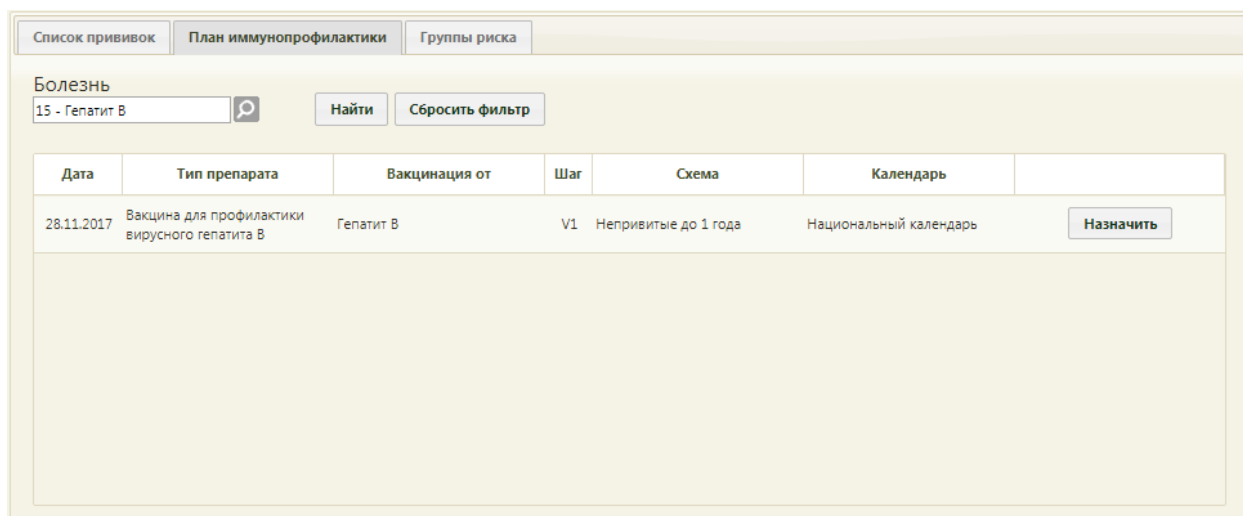 Список прививок План иммунопрофилактики Группы риска
Болезнь
15 - Гепатит В Найти Сбросить фильтр
Дата Тип препарата Вакцинация от Шаг Схема Календарь
28.11.2017 Вакцина для профилактики вирусного гепатита В Гепатит В V1 Непривитые до 1 года Национальный календарь Назначить